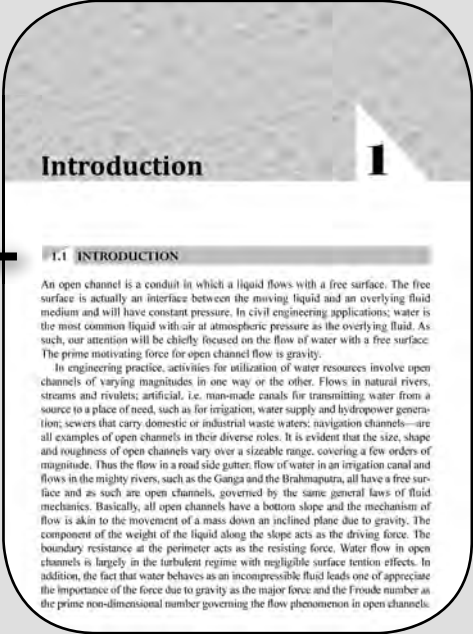 Introduction
1
1.1 INTRODUCTION
An open channel is a conduit in which a liquid flows with a free surface. The free
surface is actually an interface between the moving liquid and an overlying fluid
medium and will have constant pressure. In civil engineering applications; water is
the most common liquid with air at atmospheric pressure as the overlying fluid. As
such, our attention will be chiefly focused on the flow of water with a free surface.
The prime motivating force for open channel flow is gravity.
In engineering practice, activities for utilization of water resources involve open
channels of varying magnitudes in one way or the other. Flows in natural rivers,
streams and rivulets; artificial, i.e. man-made canals for transmitting water from a
source to a place of need, such as for irrigation, water supply and hydropower genera-
tion; sewers that carry domestic or industrial waste waters; navigation channels—are
all examples of open channels in their diverse roles. It is evident that the size, shape
and roughness of open channels vary over a sizeable range, covering a few orders of
magnitude. Thus the flow in a road side gutter, flow of water in an irrigation canal and
flows in the mighty rivers, such as the Ganga and the Brahmaputra, all have a free sur-
face and as such are open channels, governed by the same general laws of fluid
mechanics. Basically, all open channels have a bottom slope and the mechanism of
flow is akin to the movement of a mass down an inclined plane due to gravity. The
component of the weight of the liquid along the slope acts as the driving force. The
boundary resistance at the perimeter acts as the resisting force. Water flow in open
channels is largely in the turbulent regime with negligible surface tention effects. In
addition, the fact that water behaves as an incompressible fluid leads one of appreciate
the importance of the force due to gravity as the major force and the Froude number as
the prime non-dimensional number governing the flow phenomenon in open channels.